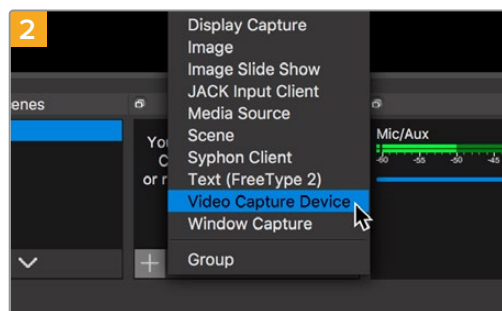 2
Display Capture
Image
Image Slide Show
JACK Input Client
Media Source
Scene
Syphon Client
Text (FreeType 2)
Video Capture Device
Window Capture
Group
enes
You
C
or r
Mic/Aux
-60 -55 -50 -45